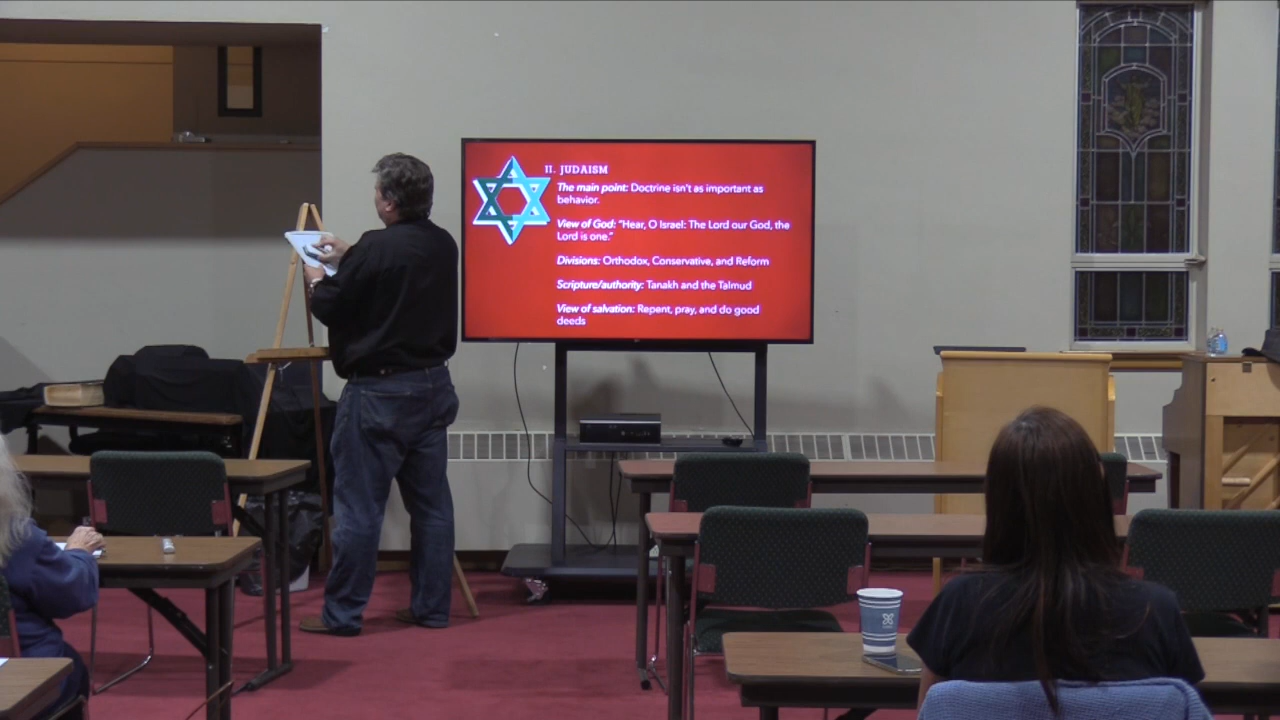 II. JUDAISM
The main point: Doctrine isn't as important as
behavior.
View of God: "Hear, O Israel: The Lord our God, the
Lord is one."
Divisions: Orthodox, Conservative, and Reform
Scripture/authority: Tanakh and the Talmud
View of salvation: Repent, pray, and do good
deeds